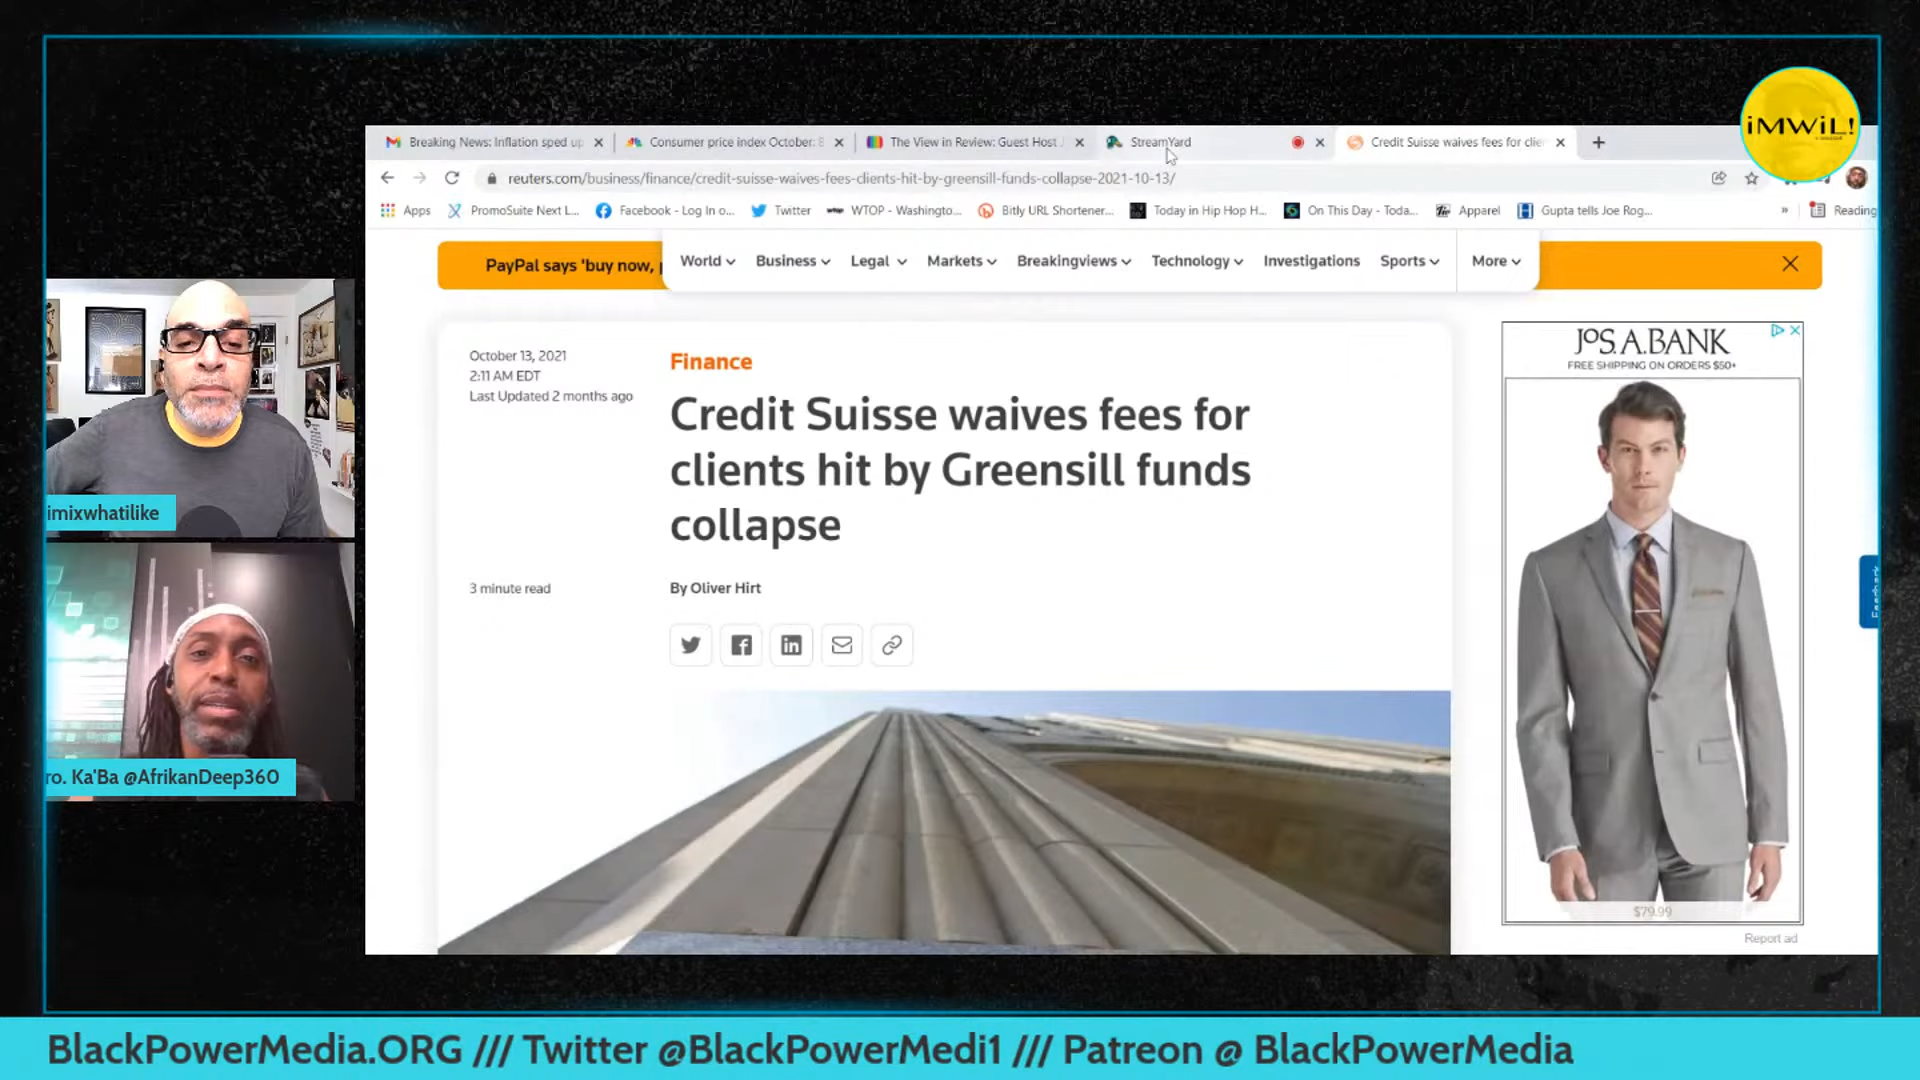 iMWiL!
Breaking News: Inflation sped up
Consumer price index October: 8
The View in Review: Guest Host J
StreamYard
Credit Suisse waives fees for clie
reuters.com/business/finance/credit-suisse-waives-fees-clients-hit-by-greensill-funds-collapse-2021-10-13/
Apps
PromoSuite Next L...
Facebook - Log In o...
Twitter
WTOP - Washingto...
Bitly URL Shortener...
Today in Hip Hop H...
On This Day - Toda...
Apparel
Gupta tells Joe Rog...
»
Reading
PayPal says 'buy now, p
World
Business
Legal
Markets
Breakingviews
Technology
Investigations
Sports
More
October 13, 2021
2:11 AM EDT
Last Updated 2 months ago
Finance
Credit Suisse waives fees for
clients hit by Greensill funds
collapse
3 minute read
By Oliver Hirt
JOS.A.BANK
FREE SHIPPING ON ORDERS $50+
$79.99
Report ad
Feedback
imixwhatilike
ro. Ka'Ba @AfrikanDeep360
BlackPowerMedia.ORG /// Twitter @BlackPowerMedi1 /// Patreon @ BlackPowerMedia